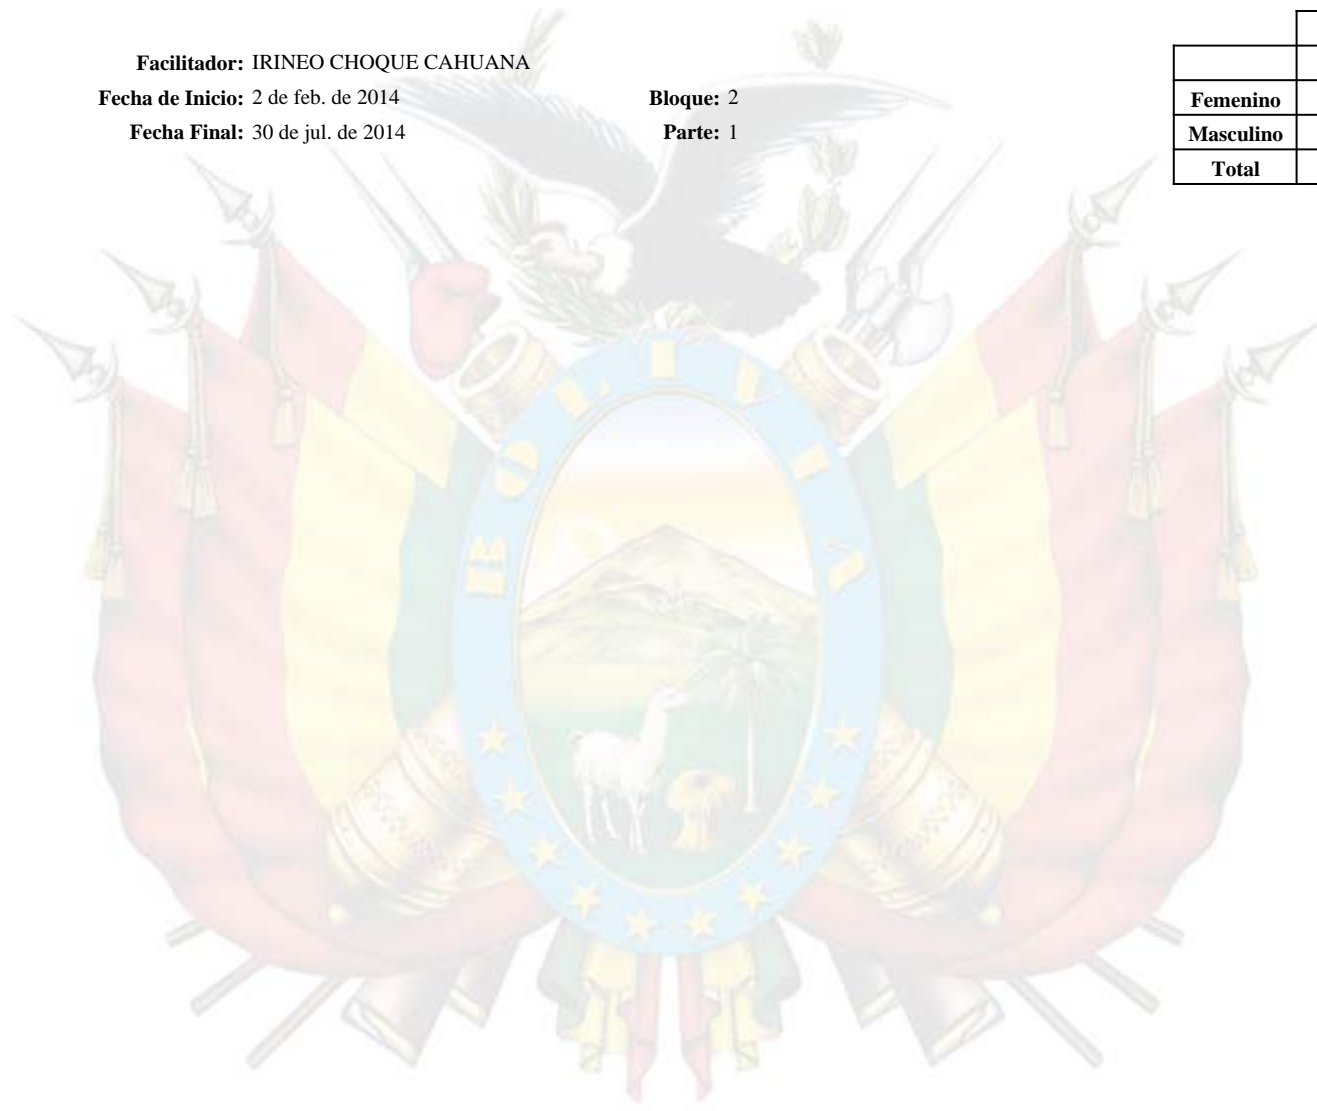 Facilitador: IRINEO CHOQUE CAHUANA
Fecha de Inicio: 2 de feb. de 2014 Bloque: 2
Fecha Final: 30 de jul. de 2014 Parte: 1
Femenino
Masculino
Total
BOLIVIA